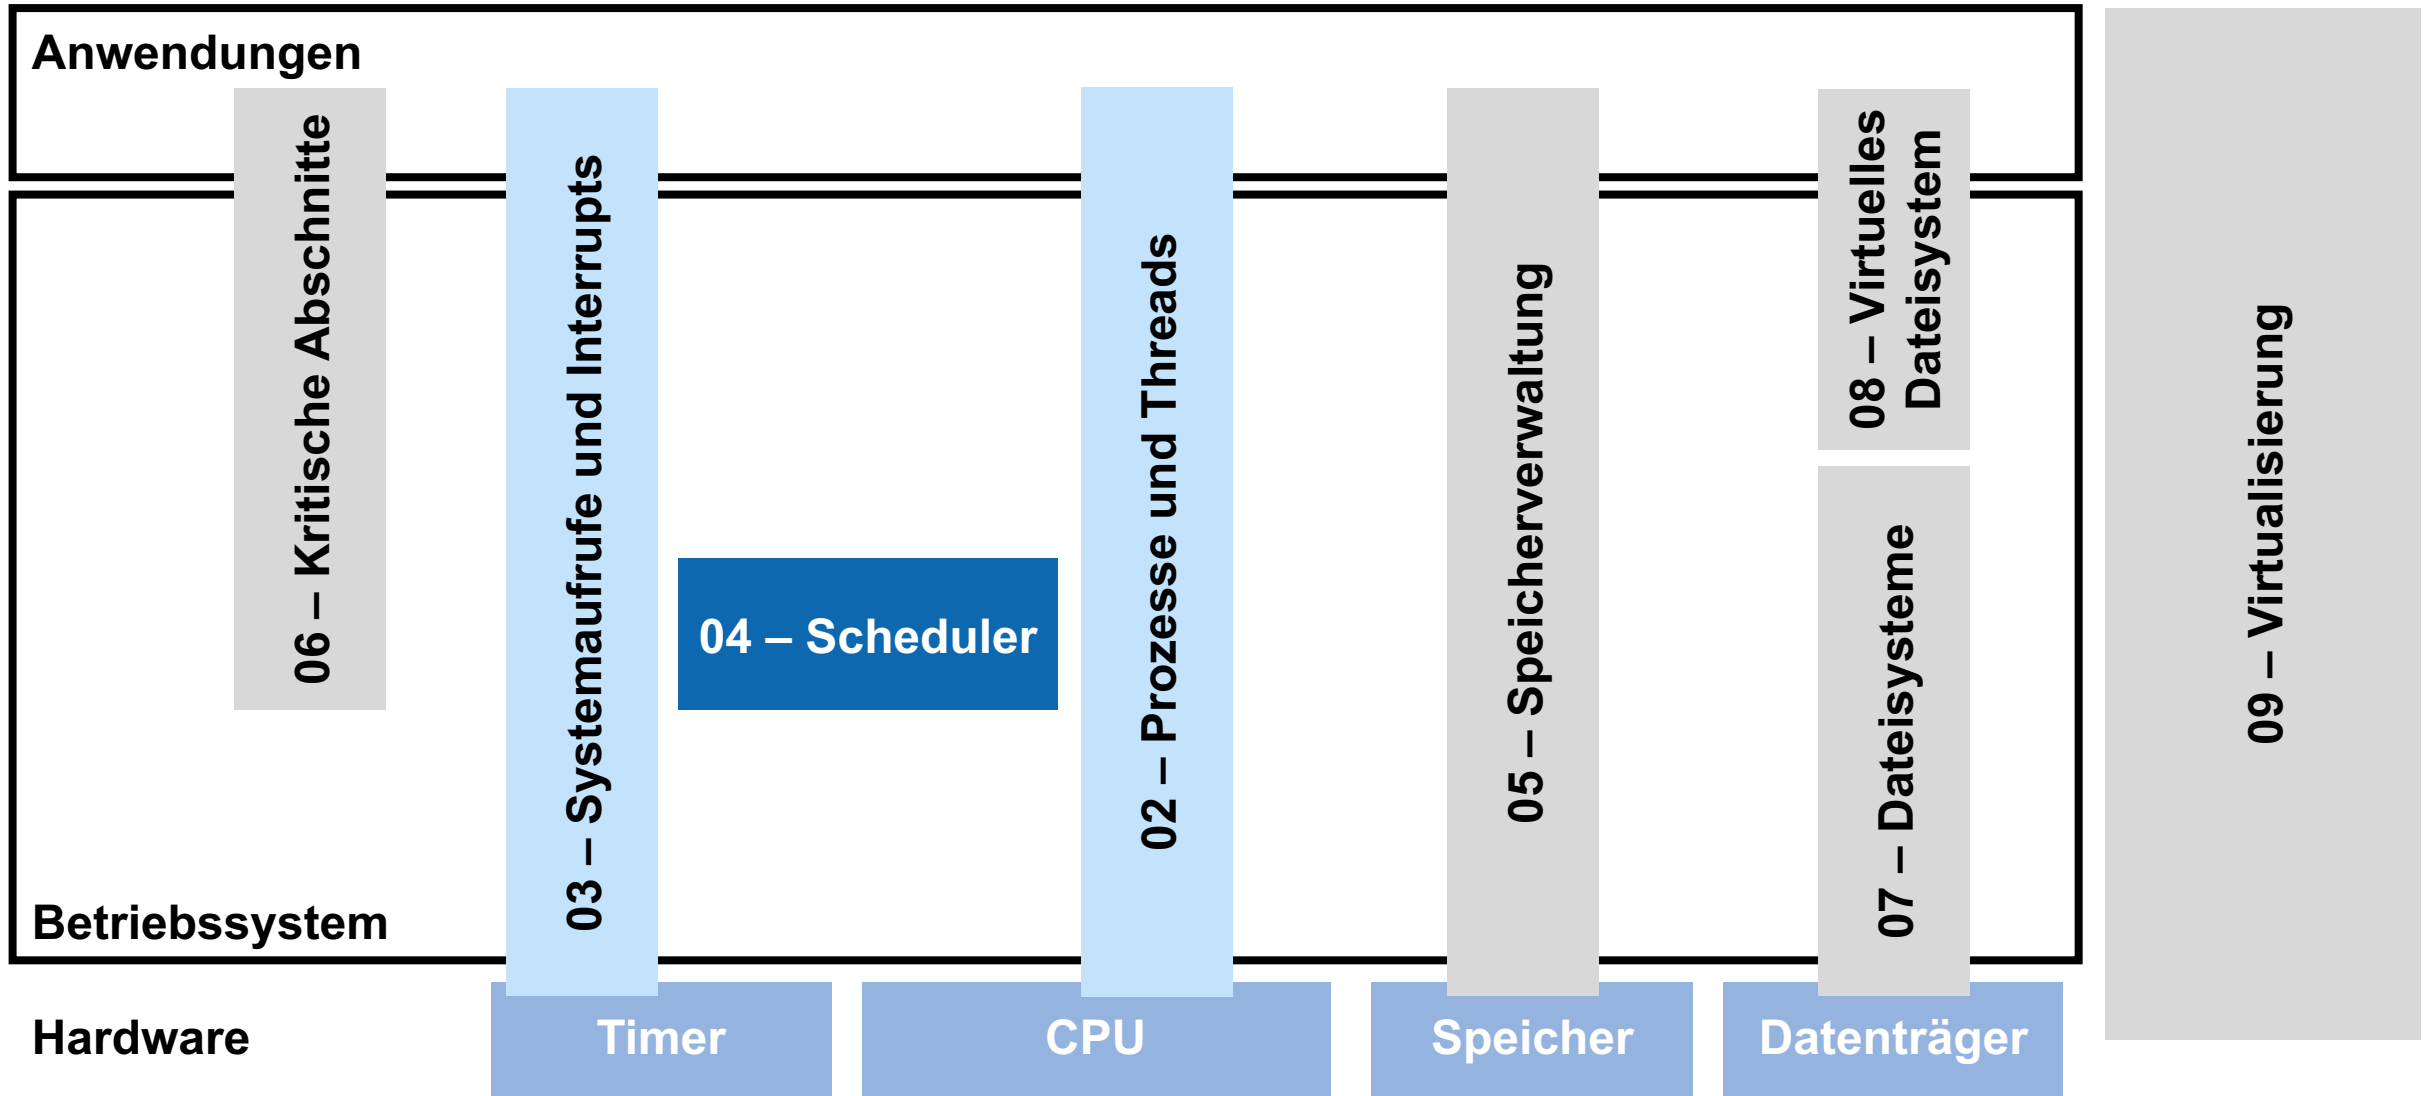 Anwendungen
06 – Kritische Abschnitte
03 – Systemaufrufe und Interrupts
04 – Scheduler
02 – Prozesse und Threads
05 – Speicherverwaltung
08 – Virtuelles
Dateisystem
07 – Dateisysteme
09 – Virtualisierung
Betriebssystem
Hardware
Timer
CPU
Speicher
Datenträger